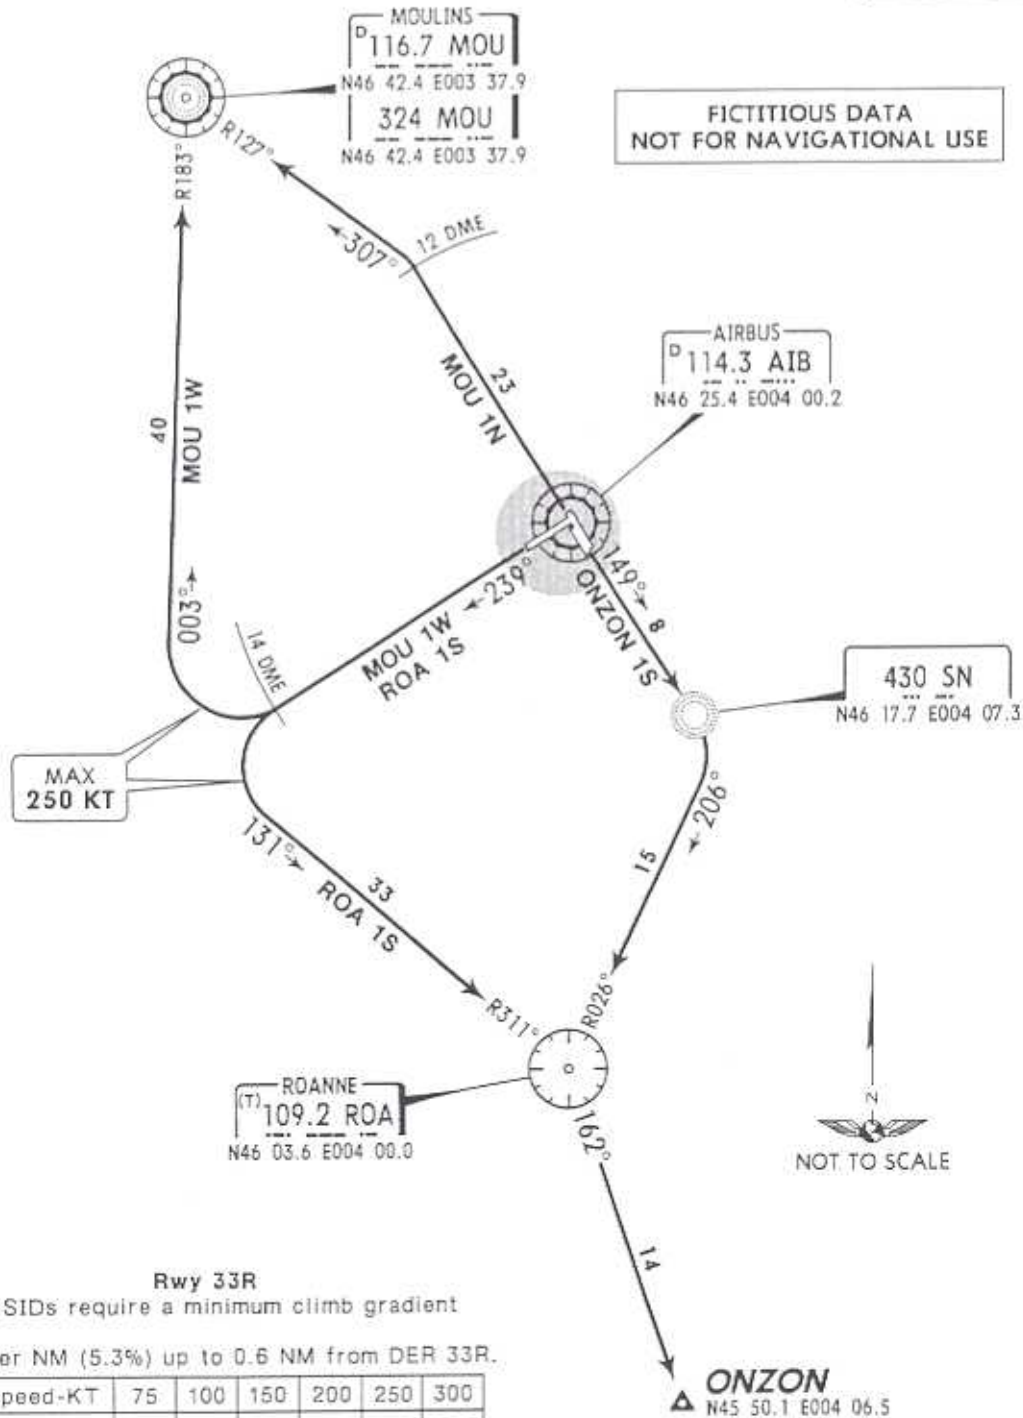 MOULINS
D 116.7 MOU
N46 42.4 E003 37.9
324 MOU
N46 42.4 E003 37.9
FICTITIOUS DATA
NOT FOR NAVIGATIONAL USE
R127°
R183°
←307°
12 DME
AIRBUS
D 114.3 AIB
N46 25.4 E004 00.2
23
MOU 1N
40
MOU 1W
003°→
←239°
149°→
8
ONZON 1S
MOU 1W
ROA 1S
14 DME
430 SN
N46 17.7 E004 07.3
MAX
250 KT
←206°
15
131°→
33
ROA 1S
R311°
R026°
ROANNE
(T) 109.2 ROA
N46 03.6 E004 00.0
162°
N
NOT TO SCALE
14
Rwy 33R
SIDs require a minimum climb gradient
er NM (5.3%) up to 0.6 NM from DER 33R.
peed-KT 75 100 150 200 250 300
ONZON
N45 50.1 E004 06.5